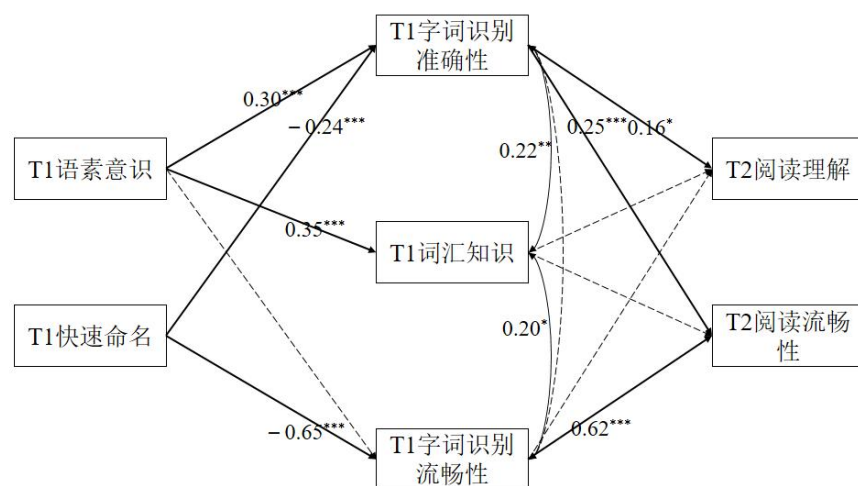 T1字词识别
准确性
0.30***
−0.24***
0.25***
0.16*
0.22**
T1语素意识
T2阅读理解
0.35***
T1词汇知识
T1快速命名
0.20*
T2阅读流畅
性
−0.65***
0.62***
T1字词识别
流畅性